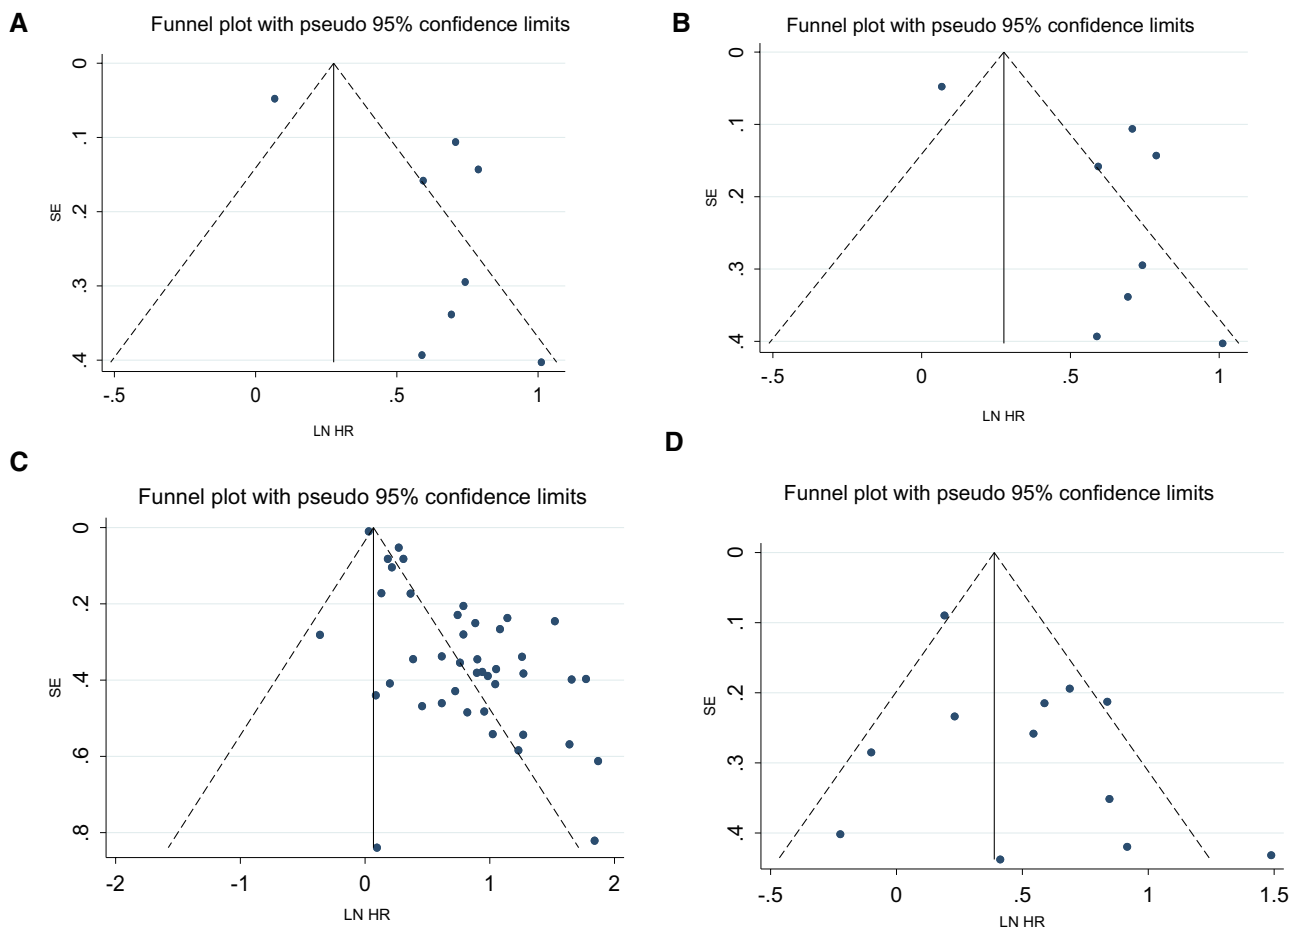 A
Funnel plot with pseudo 95% confidence limits
0
.1
.2
.3
.4
SE
-.5
0
.5
1
LN HR
B
Funnel plot with pseudo 95% confidence limits
0
.1
.2
.3
.4
SE
-.5
0
.5
1
LN HR
C
Funnel plot with pseudo 95% confidence limits
0
.2
.4
.6
.8
SE
-2
-1
0
1
2
LN HR
D
Funnel plot with pseudo 95% confidence limits
0
.1
.2
.3
.4
SE
-.5
0
.5
1
1.5
LN HR